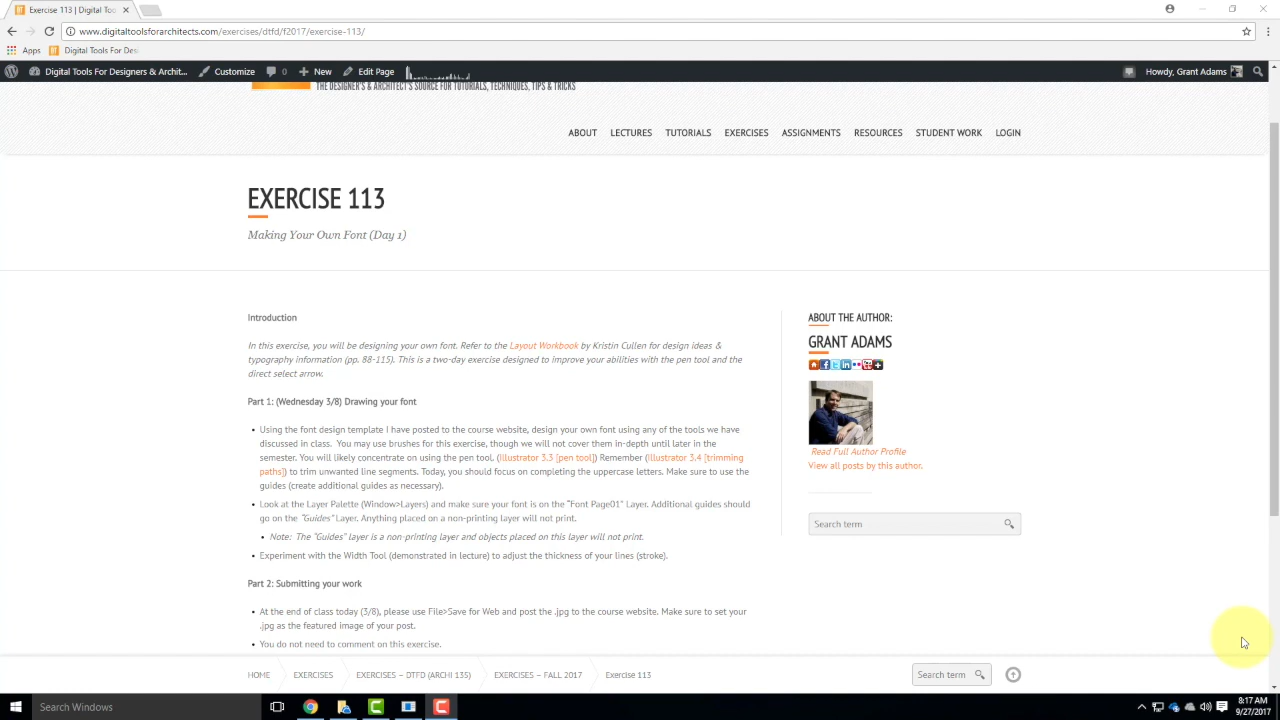 Exercise 113 | Digital Tool
www.digitaltoolsforarchitects.com/exercises/dtfd/f2017/exercise-113/
Apps Digital Tools For Des
Digital Tools For Designers & Archit... Customize 0 New Edit Page Howdy, Grant Adams
THE DESIGNER'S & ARCHITECT'S SOURCE FOR TUTORIALS, TECHNIQUES, TIPS & TRICKS
ABOUT LECTURES TUTORIALS EXERCISES ASSIGNMENTS RESOURCES STUDENT WORK LOGIN
EXERCISE 113
Making Your Own Font (Day 1)
Introduction
In this exercise, you will be designing your own font. Refer to the Layout Workbook by Kristin Cullen for design ideas &
typography information (pp. 88-115). This is a two-day exercise designed to improve your abilities with the pen tool and the
direct select arrow.
Part 1: (Wednesday 3/8) Drawing your font
• Using the font design template I have posted to the course website, design your own font using any of the tools we have
discussed in class. You may use brushes for this exercise, though we will not cover them in-depth until later in the
semester. You will likely concentrate on using the pen tool. (Illustrator 3.3 [pen tool]) Remember (Illustrator 3.4 [trimming
paths]) to trim unwanted line segments. Today, you should focus on completing the uppercase letters. Make sure to use the
guides (create additional guides as necessary).
• Look at the Layer Palette (Window>Layers) and make sure your font is on the "Font Page01" Layer. Additional guides should
go on the "Guides" Layer. Anything placed on a non-printing layer will not print.
• Note: The "Guides" layer is a non-printing layer and objects placed on this layer will not print.
• Experiment with the Width Tool (demonstrated in lecture) to adjust the thickness of your lines (stroke).
Part 2: Submitting your work
• At the end of class today (3/8), please use File>Save for Web and post the .jpg to the course website. Make sure to set your
.jpg as the featured image of your post.
• You do not need to comment on this exercise.
ABOUT THE AUTHOR:
GRANT ADAMS
Read Full Author Profile
View all posts by this author.
Search term
HOME EXERCISES EXERCISES – DTFD (ARCHI 135) EXERCISES – FALL 2017 Exercise 113 Search term
Search Windows
8:17 AM
9/27/2017